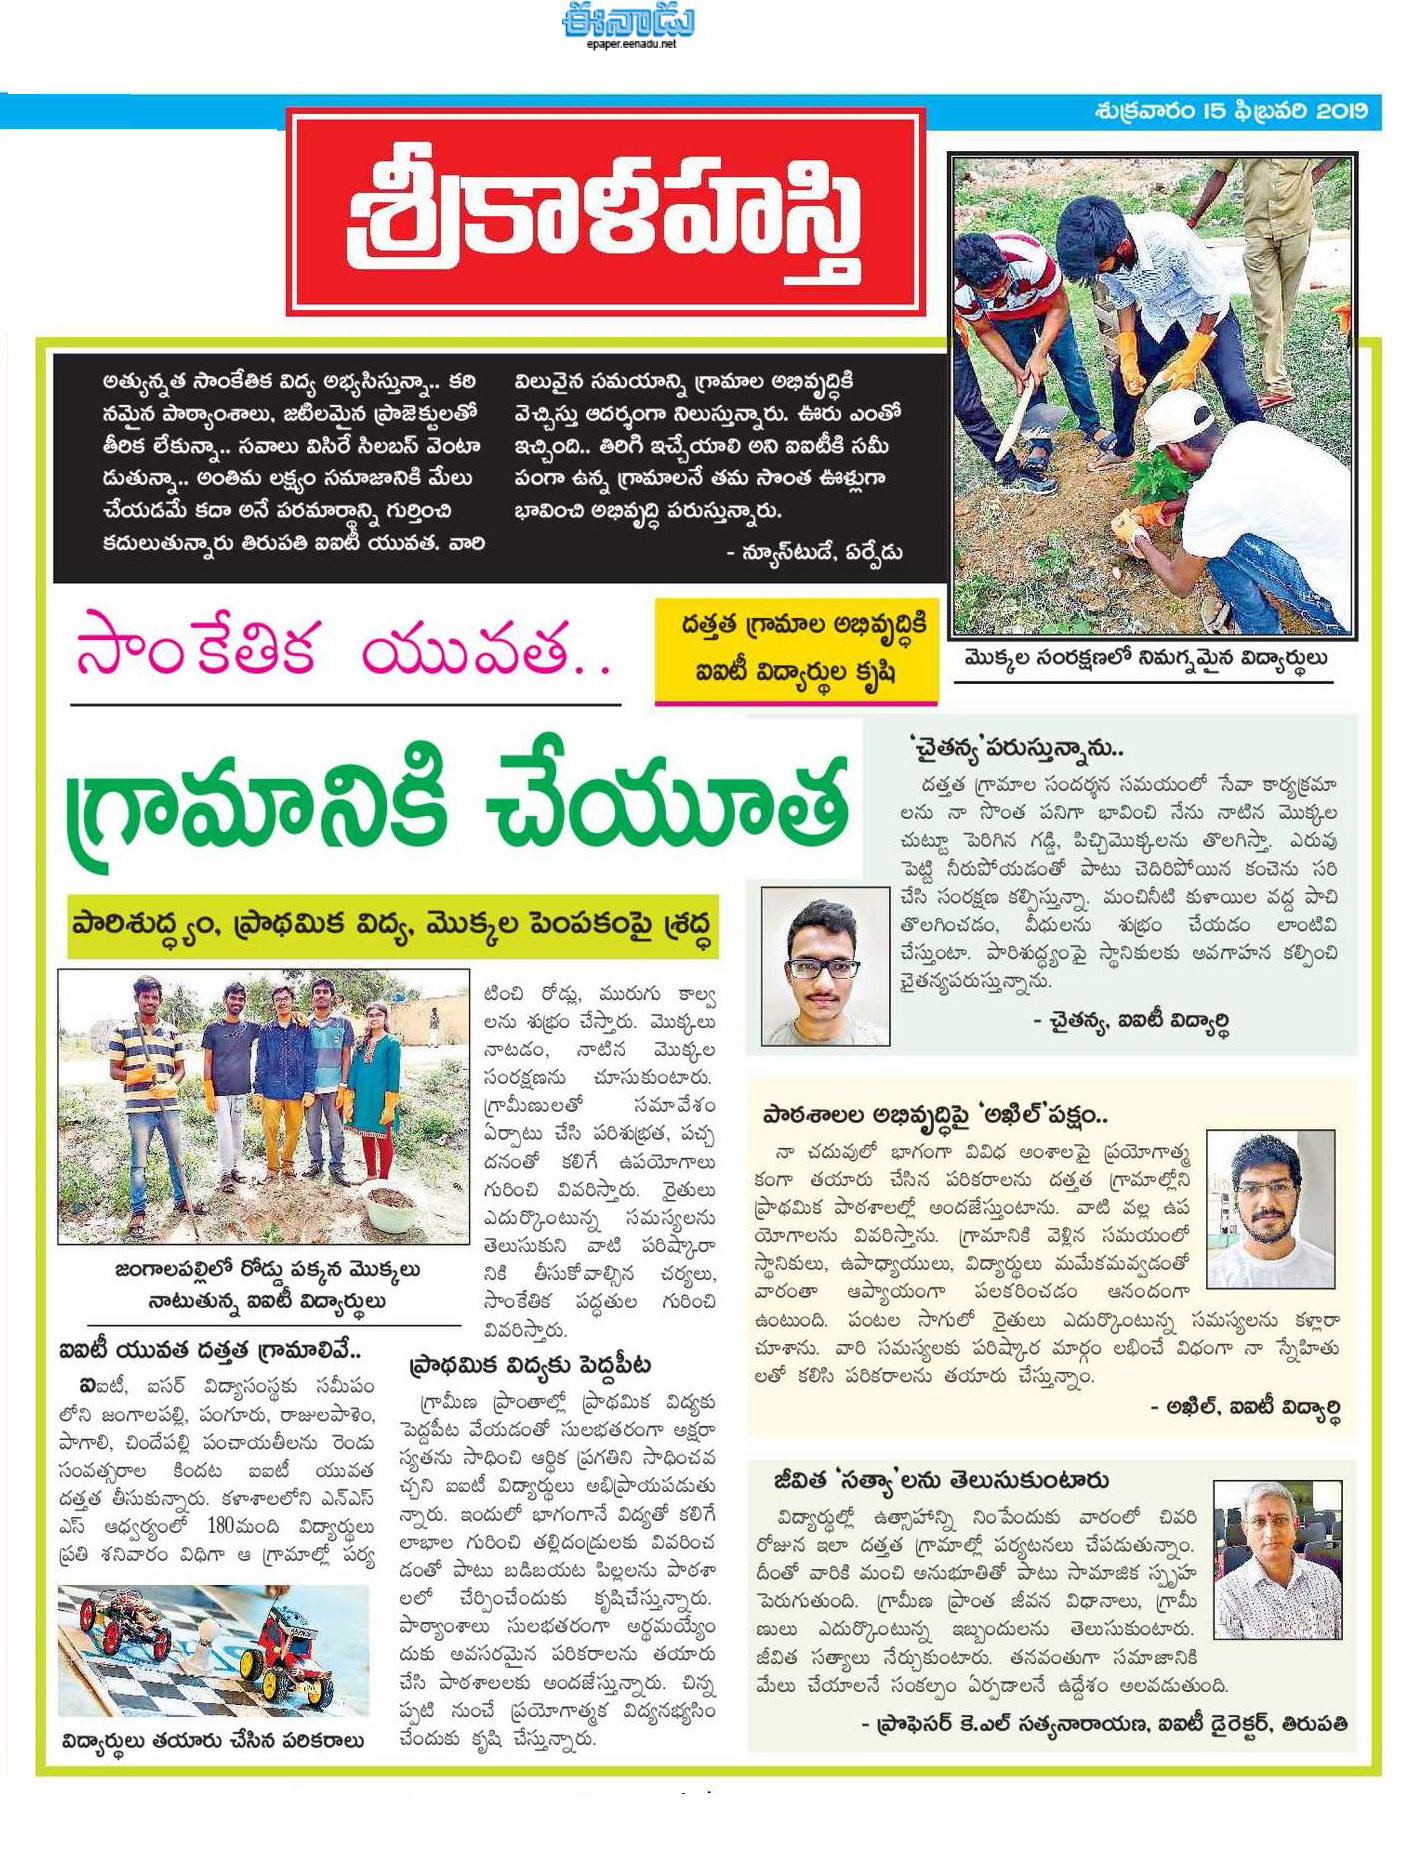 ఈనాడు
epaper.eenadu.net
శుక్రవారం 15 ఫిబ్రవరి 2019
శ్రీకాళహస్తి
అత్యున్నత సాంకేతిక విద్య అభ్యసిస్తున్నా.. కఠి
నమైన పాఠ్యాంశాలు, జటిలమైన ప్రాజెక్టులతో
తీరిక లేకున్నా.. సవాలు విసిరే సిలబస్ వెంటా
డుతున్నా.. అంతిమ లక్ష్యం సమాజానికి మేలు
చేయడమే కదా అనే పరమార్థాన్ని గుర్తించి
కదులుతున్నారు తిరుపతి ఐఐటీ యువత. వారి
విలువైన సమయాన్ని గ్రామాల అభివృద్ధికి
వెచ్చిస్తు ఆదర్శంగా నిలుస్తున్నారు. ఊరు ఎంతో
ఇచ్చింది.. తిరిగి ఇచ్చేయాలి అని ఐఐటీకి సమీ
పంగా ఉన్న గ్రామాలనే తమ సొంత ఊళ్లుగా
భావించి అభివృద్ధి పరుస్తున్నారు.
- న్యూస్‌టుడే, ఏర్పేడు
మొక్కల సంరక్షణలో నిమగ్నమైన విద్యార్థులు
సాంకేతిక యువత..
దత్తత గ్రామాల అభివృద్ధికి
ఐఐటీ విద్యార్థుల కృషి
గ్రామానికి చేయూత
పారిశుద్ధ్యం, ప్రాథమిక విద్య, మొక్కల పెంపకంపై శ్రద్ధ
జంగాలపల్లిలో రోడ్డు పక్కన మొక్కలు
నాటుతున్న ఐఐటీ విద్యార్థులు
ఐఐటీ యువత దత్తత గ్రామాలివే..
ఐఐటీ, ఐసర్ విద్యాసంస్థకు సమీపం
లోని జంగాలపల్లి, పంగూరు, రాజులపాళెం,
పాగాలి, చిందేపల్లి పంచాయతీలను రెండు
సంవత్సరాల కిందట ఐఐటీ యువత
దత్తత తీసుకున్నారు. కళాశాలలోని ఎన్ఎస్
ఎస్ ఆధ్వర్యంలో 180మంది విద్యార్థులు
ప్రతి శనివారం విధిగా ఆ గ్రామాల్లో పర్య
విద్యార్థులు తయారు చేసిన పరికరాలు
టించి రోడ్లు, మురుగు కాల్వ
లను శుభ్రం చేస్తారు. మొక్కలు
నాటడం, నాటిన మొక్కల
సంరక్షణను చూసుకుంటారు.
గ్రామీణులతో సమావేశం
ఏర్పాటు చేసి పరిశుభ్రత, పచ్చ
దనంతో కలిగే ఉపయోగాలు
గురించి వివరిస్తారు. రైతులు
ఎదుర్కొంటున్న సమస్యలను
తెలుసుకుని వాటి పరిష్కారా
నికి తీసుకోవాల్సిన చర్యలు,
సాంకేతిక పద్ధతుల గురించి
వివరిస్తారు.
ప్రాథమిక విద్యకు పెద్దపీట
గ్రామీణ ప్రాంతాల్లో ప్రాథమిక విద్యకు
పెద్దపీట వేయడంతో సులభతరంగా అక్షరా
స్యతను సాధించి ఆర్థిక ప్రగతిని సాధించవ
చ్చని ఐఐటీ విద్యార్థులు అభిప్రాయపడుతు
న్నారు. ఇందులో భాగంగానే విద్యతో కలిగే
లాభాల గురించి తల్లిదండ్రులకు వివరించ
డంతో పాటు బడిబయట పిల్లలను పాఠశా
లలో చేర్పించేందుకు కృషిచేస్తున్నారు.
పాఠ్యాంశాలు సులభతరంగా అర్థమయ్యేం
దుకు అవసరమైన పరికరాలను తయారు
చేసి పాఠశాలలకు అందజేస్తున్నారు. చిన్న
ప్పటి నుంచే ప్రయోగాత్మక విద్యనభ్యసిం
చేందుకు కృషి చేస్తున్నారు.
‘చైతన్య’పరుస్తున్నాను..
దత్తత గ్రామాల సందర్శన సమయంలో సేవా కార్యక్రమా
లను నా సొంత పనిగా భావించి నేను నాటిన మొక్కల
చుట్టూ పెరిగిన గడ్డి, పిచ్చిమొక్కలను తొలగిస్తా. ఎరువు
పెట్టి నీరుపోయడంతో పాటు చెదిరిపోయిన కంచెను సరి
చేసి సంరక్షణ కల్పిస్తున్నా. మంచినీటి కుళాయిల వద్ద పాచి
తొలగించడం, వీధులను శుభ్రం చేయడం లాంటివి
చేస్తుంటా. పారిశుద్ధ్యంపై స్థానికులకు అవగాహన కల్పించి
చైతన్యపరుస్తున్నాను.
- చైతన్య, ఐఐటీ విద్యార్థి
పాఠశాలల అభివృద్ధిపై ‘అఖిల్’పక్షం..
నా చదువులో భాగంగా వివిధ అంశాలపై ప్రయోగాత్మ
కంగా తయారు చేసిన పరికరాలను దత్తత గ్రామాల్లోని
ప్రాథమిక పాఠశాలల్లో అందజేస్తుంటాను. వాటి వల్ల ఉప
యోగాలను వివరిస్తాను. గ్రామానికి వెళ్లిన సమయంలో
స్థానికులు, ఉపాధ్యాయులు, విద్యార్థులు మమేకమవ్వడంతో
వారంతా ఆప్యాయంగా పలకరించడం ఆనందంగా
ఉంటుంది. పంటల సాగులో రైతులు ఎదుర్కొంటున్న సమస్యలను కళ్లారా
చూశాను. వారి సమస్యలకు పరిష్కార మార్గం లభించే విధంగా నా స్నేహితు
లతో కలిసి పరికరాలను తయారు చేస్తున్నాం.
- అఖిల్, ఐఐటీ విద్యార్థి
జీవిత ‘సత్యా’లను తెలుసుకుంటారు
విద్యార్థుల్లో ఉత్సాహాన్ని నింపేందుకు వారంలో చివరి
రోజున ఇలా దత్తత గ్రామాల్లో పర్యటనలు చేపడుతున్నాం.
దీంతో వారికి మంచి అనుభూతితో పాటు సామాజిక స్పృహ
పెరుగుతుంది. గ్రామీణ ప్రాంత జీవన విధానాలు, గ్రామీ
ణులు ఎదుర్కొంటున్న ఇబ్బందులను తెలుసుకుంటారు.
జీవిత సత్యాలు నేర్చుకుంటారు. తనవంతుగా సమాజానికి
మేలు చేయాలనే సంకల్పం ఏర్పడాలనే ఉద్దేశం అలవడుతుంది.
- ప్రొఫెసర్ కె.ఎల్ సత్యనారాయణ, ఐఐటీ డైరెక్టర్, తిరుపతి